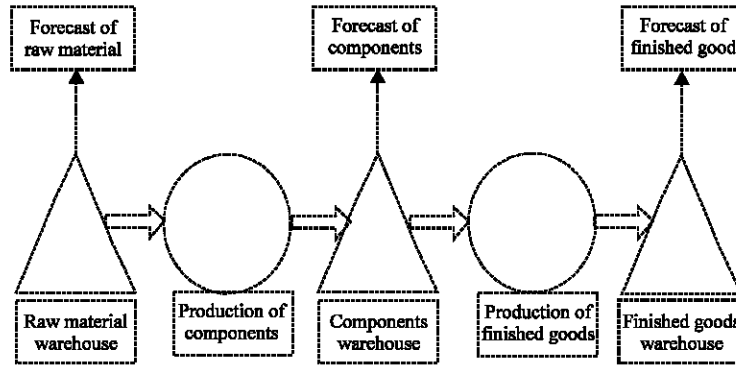 Forecast of
raw material
Forecast of
components
Forecast of
finished good
Raw material
warehouse
Production of
components
Components
warehouse
Production of
finished goods
Finished goods
warehouse